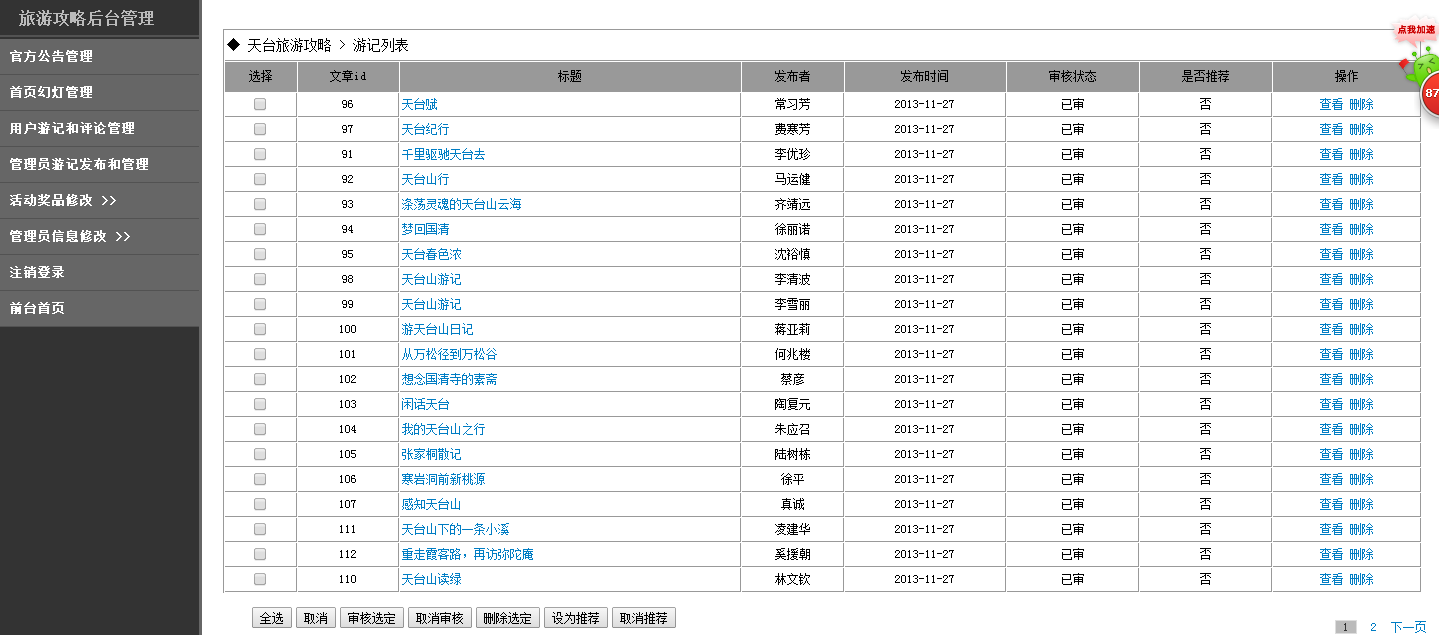 旅游攻略后台管理
官方公告管理
首页幻灯管理
用户游记和评论管理
管理员游记发布和管理
活动奖品修改 >>
管理员信息修改 >>
注销登录
前台首页
◆ 天台旅游攻略 > 游记列表
点我加速
87
选择 文章id 标题 发布者 发布时间 审核状态 是否推荐 操作
96 天台赋 常习芳 2013-11-27 已审 否 查看 删除
97 天台纪行 费寒芳 2013-11-27 已审 否 查看 删除
91 千里驱驰天台去 李优珍 2013-11-27 已审 否 查看 删除
92 天台山行 马运健 2013-11-27 已审 否 查看 删除
93 涤荡灵魂的天台山云海 齐靖远 2013-11-27 已审 否 查看 删除
94 梦回国清 徐丽诺 2013-11-27 已审 否 查看 删除
95 天台春色浓 沈裕慎 2013-11-27 已审 否 查看 删除
98 天台山游记 李清波 2013-11-27 已审 否 查看 删除
99 天台山游记 李雪丽 2013-11-27 已审 否 查看 删除
100 游天台山日记 蒋亚莉 2013-11-27 已审 否 查看 删除
101 从万松径到万松谷 何兆楼 2013-11-27 已审 否 查看 删除
102 想念国清寺的素斋 蔡彦 2013-11-27 已审 否 查看 删除
103 闲话天台 陶复元 2013-11-27 已审 否 查看 删除
104 我的天台山之行 朱应召 2013-11-27 已审 否 查看 删除
105 张家桐散记 陆树栋 2013-11-27 已审 否 查看 删除
106 寒岩洞前新桃源 徐平 2013-11-27 已审 否 查看 删除
107 感知天台山 真诚 2013-11-27 已审 否 查看 删除
111 天台山下的一条小溪 凌建华 2013-11-27 已审 否 查看 删除
112 重走霞客路，再访弥陀庵 奚援朝 2013-11-27 已审 否 查看 删除
110 天台山读绿 林文钦 2013-11-27 已审 否 查看 删除
全选 取消 审核选定 取消审核 删除选定 设为推荐 取消推荐
1 2 下一页